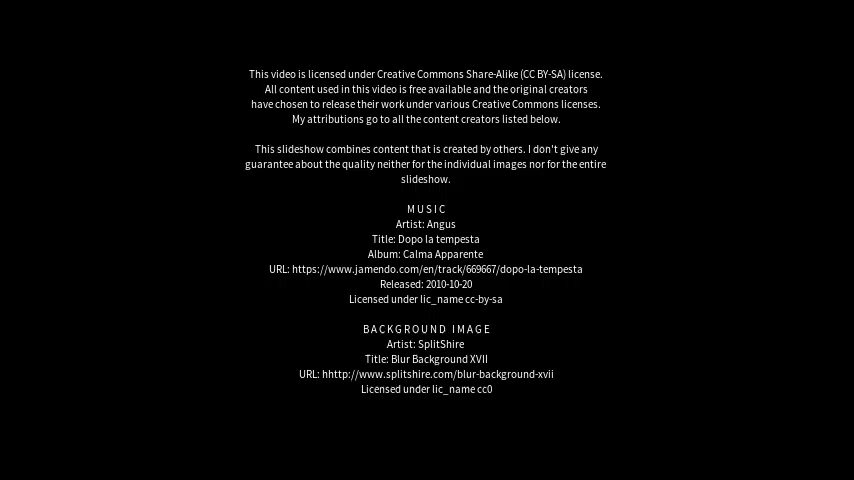 This video is licensed under Creative Commons Share-Alike (CC BY-SA) license.
All content used in this video is free available and the original creators
have chosen to release their work under various Creative Commons licenses.
My attributions go to all the content creators listed below.
This slideshow combines content that is created by others. I don't give any
guarantee about the quality neither for the individual images nor for the entire
slideshow.
MUSIC
Artist: Angus
Title: Dopo la tempesta
Album: Calma Apparente
URL: https://www.jamendo.com/en/track/669667/dopo-la-tempesta
Released: 2010-10-20
Licensed under lic_name cc-by-sa
BACKGROUND IMAGE
Artist: SplitShire
Title: Blur Background XVII
URL: hhttp://www.splitshire.com/blur-background-xvii
Licensed under lic_name cc0